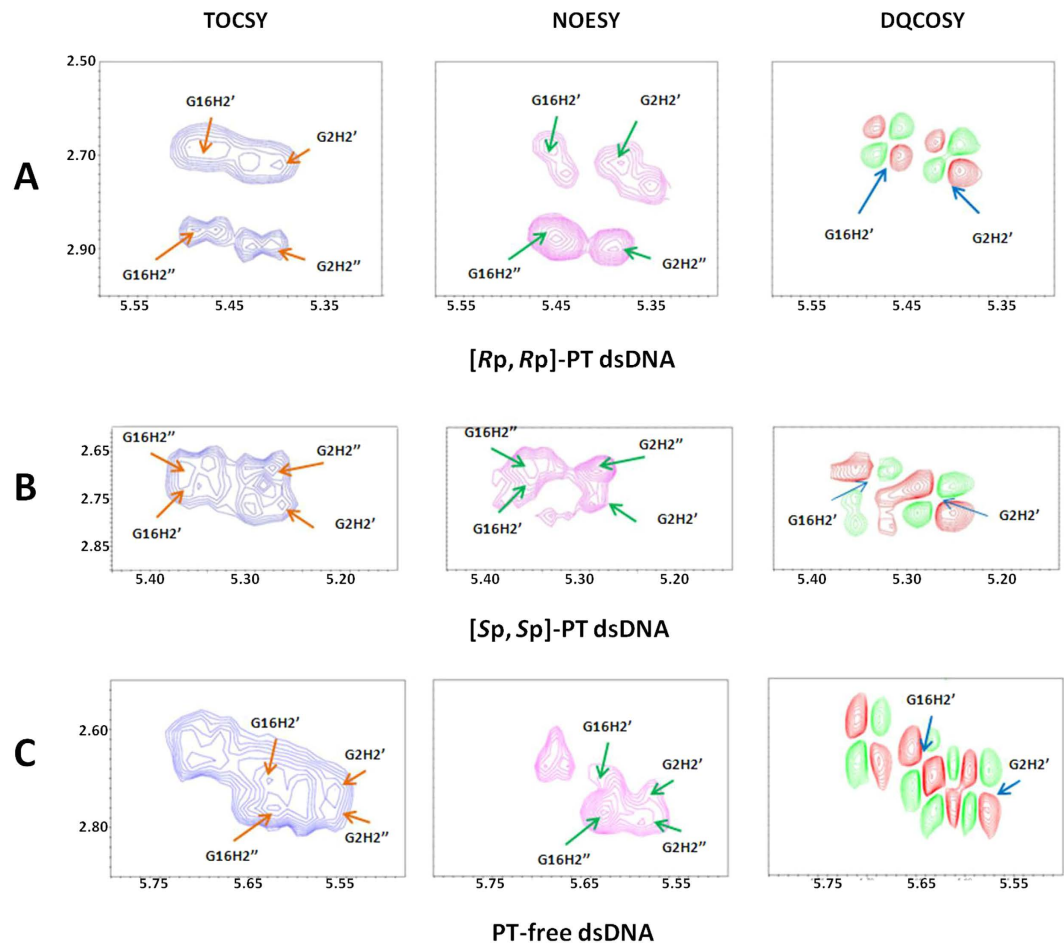 TOCSY NOESY DQCOSY
A
2.50
2.70
2.90
G16H2’
G2H2’
G16H2’’
G2H2’’
5.55 5.45 5.35
G16H2’
G2H2’
G16H2’’
G2H2’’
5.55 5.45 5.35
G16H2’
G2H2’
5.55 5.45 5.35
[Rp, Rp]-PT dsDNA
B
2.65
2.75
2.85
G16H2’’
G2H2’’
G16H2’
G2H2’
5.40 5.30 5.20
G16H2’’
G2H2’’
G16H2’
G2H2’
5.40 5.30 5.20
G16H2’
G2H2’
5.40 5.30 5.20
[Sp, Sp]-PT dsDNA
C
2.60
2.80
G16H2’
G2H2’
G16H2’’
G2H2’’
5.75 5.65 5.55
G16H2’
G2H2’
G16H2’’
G2H2’’
5.75 5.65 5.55
G16H2’
G2H2’
5.75 5.65 5.55
PT-free dsDNA